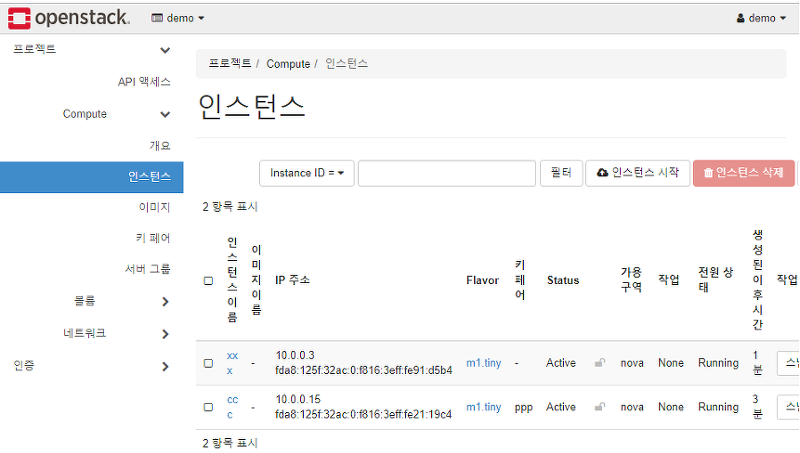 openstack.
demo
demo
프로젝트
API 액세스
Compute
개요
인스턴스
이미지
키 페어
서버 그룹
볼륨
네트워크
인증
프로젝트 / Compute / 인스턴스
인스턴스
Instance ID =
필터
인스턴스 시작
인스턴스 삭제
2 항목 표시
인스턴스 이름
이미지 이름
IP 주소
Flavor
키 페어
Status
가용 구역
작업
전원 상태
생성된 이후 시간
작업
xxx
-
10.0.0.3
fda8:125f:32ac:0:f816:3eff:fe91:d5b4
m1.tiny
-
Active
nova
None
Running
1 분
ccc
-
10.0.0.15
fda8:125f:32ac:0:f816:3eff:fe21:19c4
m1.tiny
ppp
Active
nova
None
Running
3 분
2 항목 표시